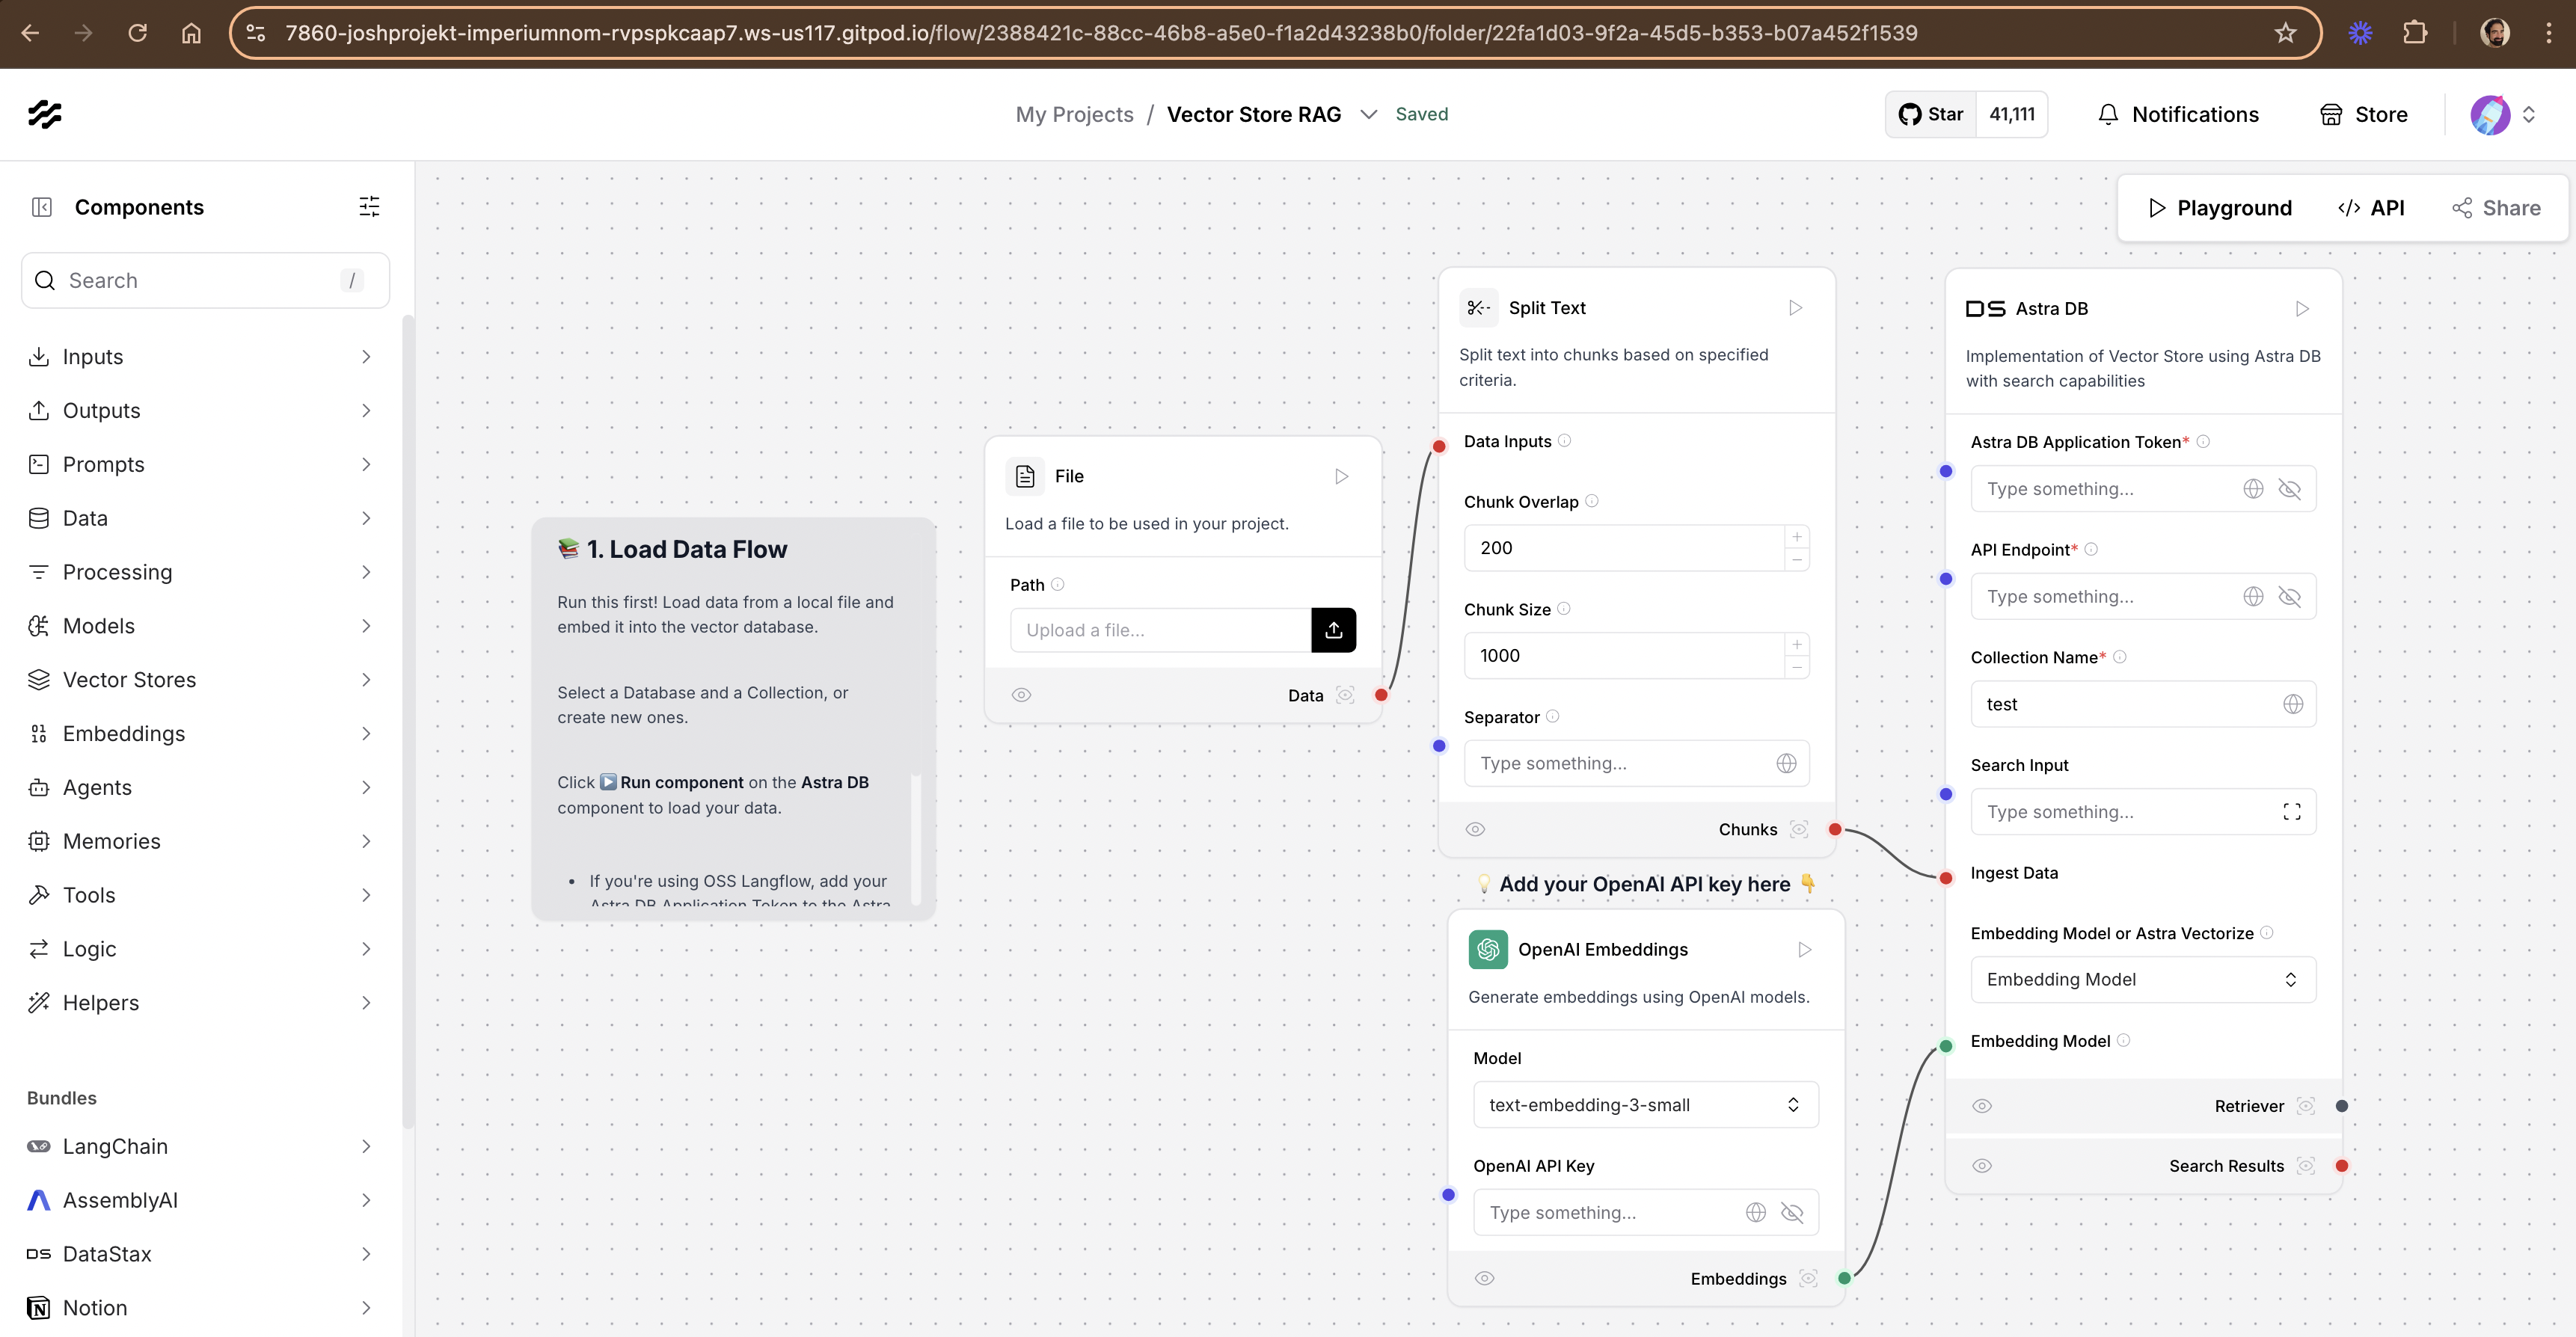 7860-joshprojekt-imperiumnom-rvpspkcaap7.ws-us117.gitpod.io/flow/2388421c-88cc-46b8-a5e0-f1a2d43238b0/folder/22fa1d03-9f2a-45d5-b353-b07a452f1539
My Projects / Vector Store RAG Saved
Star 41,111
Notifications
Store
Playground
</> API
Share
Components
Search /
Inputs
Outputs
Prompts
Data
Processing
Models
Vector Stores
Embeddings
Agents
Memories
Tools
Logic
Helpers
Bundles
LangChain
AssemblyAI
DS DataStax
Notion
📚 1. Load Data Flow
Run this first! Load data from a local file and
embed it into the vector database.
Select a Database and a Collection, or
create new ones.
Click ▶️ Run component on the Astra DB
component to load your data.
• If you're using OSS Langflow, add your
Astra DB Application Token to the Astra
File
Load a file to be used in your project.
Path
Upload a file...
Data
Split Text
Split text into chunks based on specified
criteria.
Data Inputs
Chunk Overlap
200
Chunk Size
1000
Separator
Type something...
Chunks
💡 Add your OpenAI API key here 👇
OpenAI Embeddings
Generate embeddings using OpenAI models.
Model
text-embedding-3-small
OpenAI API Key
Type something...
Embeddings
DS Astra DB
Implementation of Vector Store using Astra DB
with search capabilities
Astra DB Application Token*
Type something...
API Endpoint*
Type something...
Collection Name*
test
Search Input
Type something...
Ingest Data
Embedding Model or Astra Vectorize
Embedding Model
Embedding Model
Retriever
Search Results